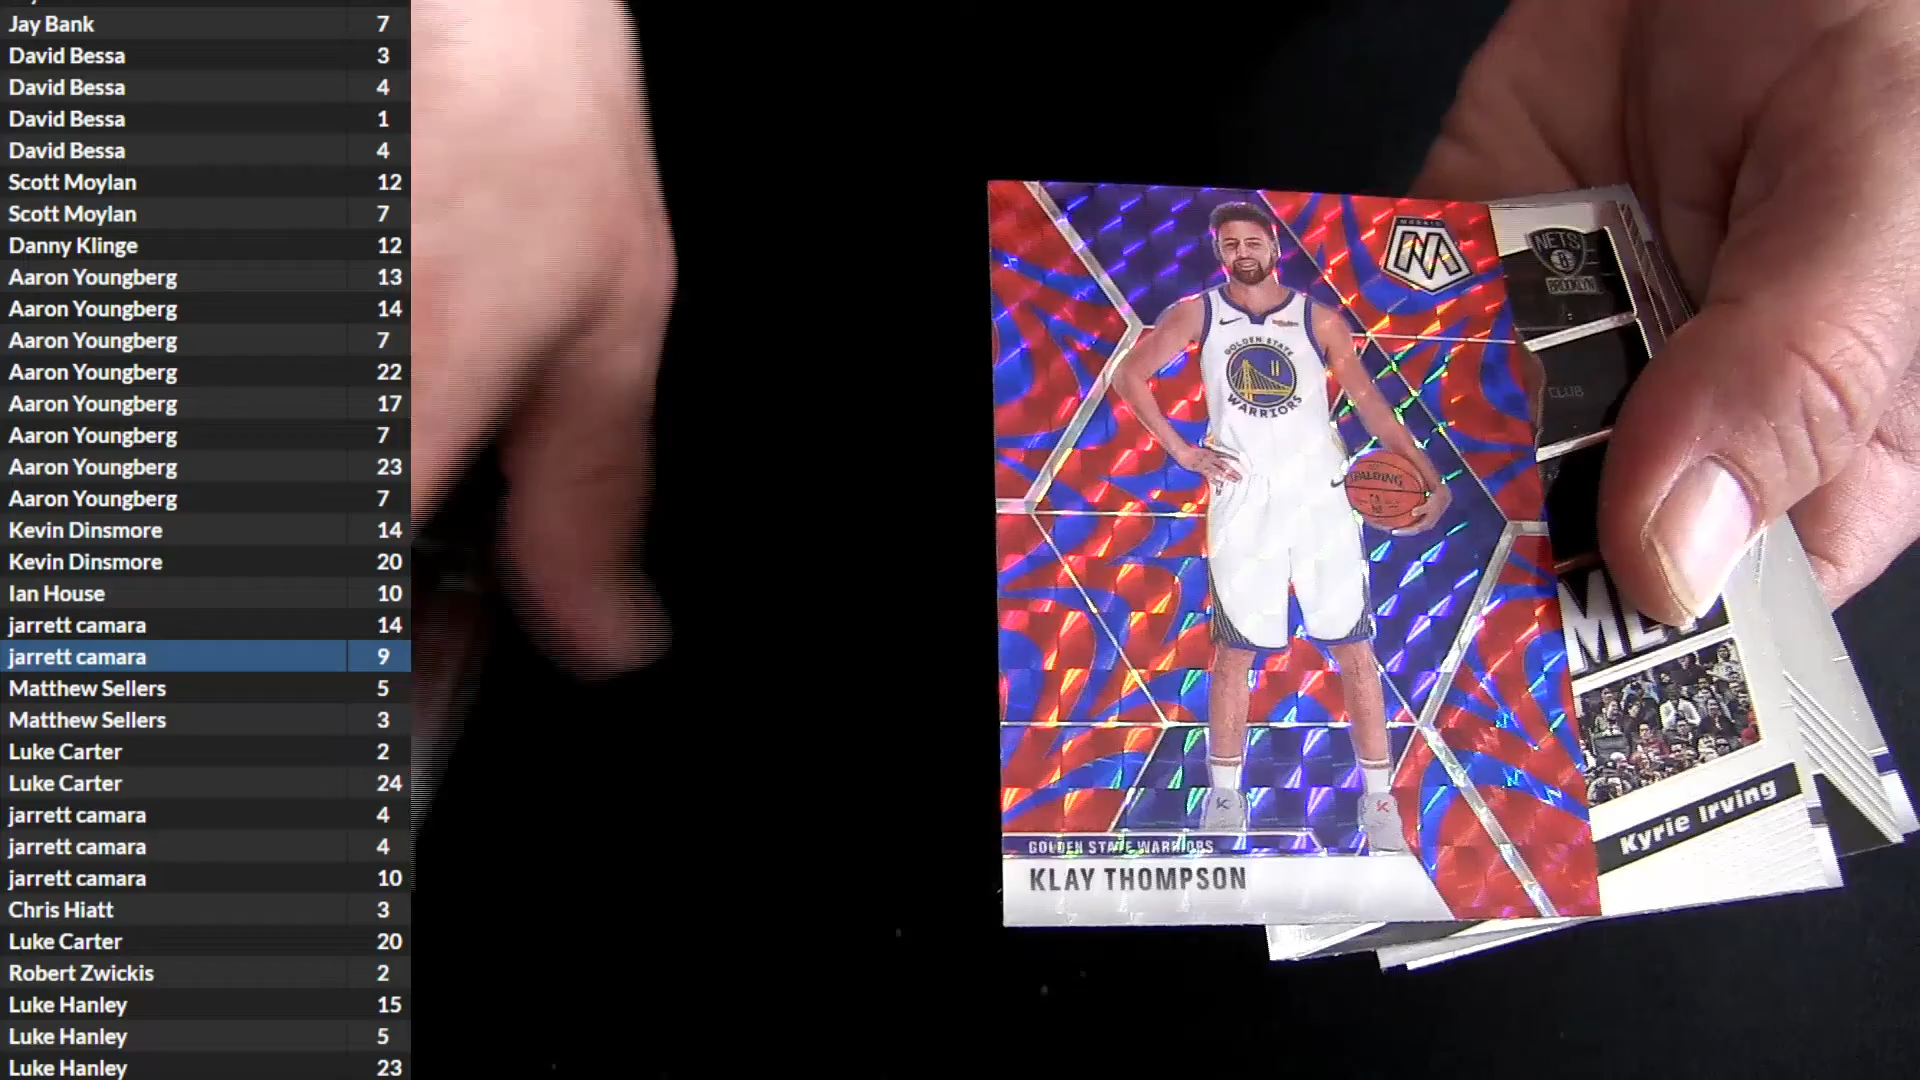 Jay Bank 7
David Bessa 3
David Bessa 4
David Bessa 1
David Bessa 4
Scott Moylan 12
Scott Moylan 7
Danny Klinge 12
Aaron Youngberg 13
Aaron Youngberg 14
Aaron Youngberg 7
Aaron Youngberg 22
Aaron Youngberg 17
Aaron Youngberg 7
Aaron Youngberg 23
Aaron Youngberg 7
Kevin Dinsmore 14
Kevin Dinsmore 20
Ian House 10
jarrett camara 14
jarrett camara 9
Matthew Sellers 5
Matthew Sellers 3
Luke Carter 2
Luke Carter 24
jarrett camara 4
jarrett camara 4
jarrett camara 10
Chris Hiatt 3
Luke Carter 20
Robert Zwickis 2
Luke Hanley 15
Luke Hanley 5
Luke Hanley 23
MOSAIC
M
GOLDEN STATE
11
WARRIORS
SPALDING
GOLDEN STATE WARRIORS
KLAY THOMPSON
NETS
B
BROOKLYN
CLUB
Kyrie Irving